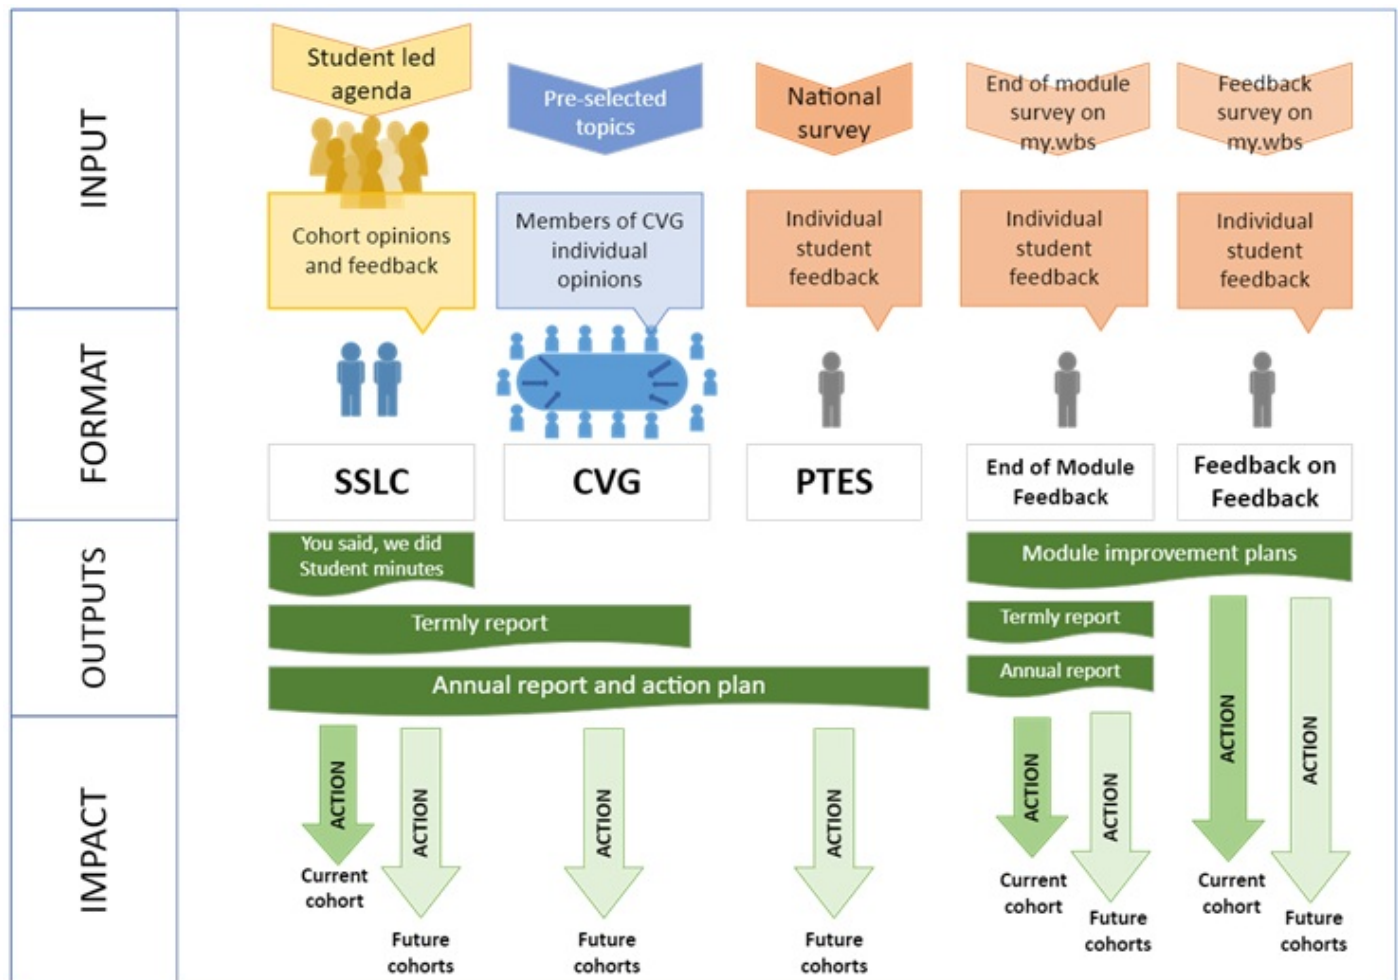 INPUT
Student led
agenda
Pre-selected
topics
National
survey
End of module
survey on
my.wbs
Feedback
survey on
my.wbs
Cohort opinions
and feedback
Members of CVG
individual
opinions
Individual
student
feedback
Individual
student
feedback
Individual
student
feedback
FORMAT
SSLC
CVG
PTES
End of Module
Feedback
Feedback on
Feedback
OUTPUTS
You said, we did
Student minutes
Module improvement plans
Termly report
Termly report
Annual report
Annual report and action plan
IMPACT
ACTION
ACTION
ACTION
ACTION
ACTION
ACTION
ACTION
ACTION
Current
cohort
Future
cohorts
Future
cohorts
Future
cohorts
Current
cohort
Future
cohorts
Current
cohort
Future
cohorts